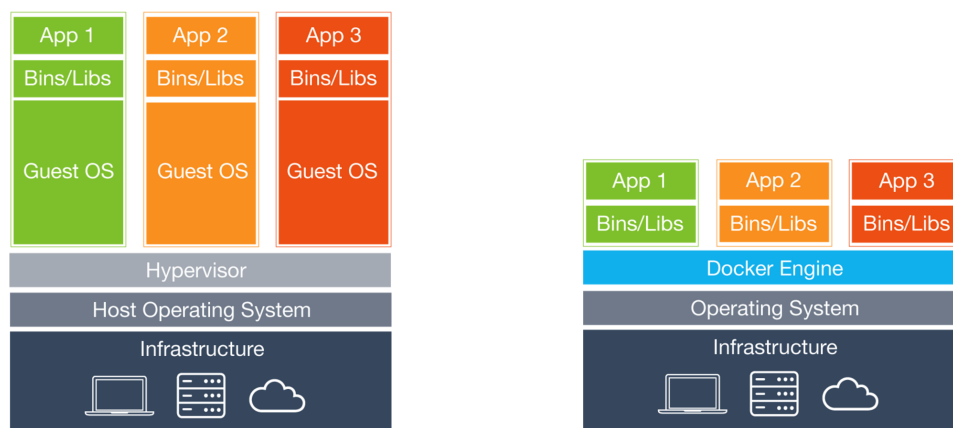 App 1
App 2
App 3
Bins/Libs
Bins/Libs
Bins/Libs
Guest OS
Guest OS
Guest OS
Hypervisor
Host Operating System
Infrastructure
App 1
App 2
App 3
Bins/Libs
Bins/Libs
Bins/Libs
Docker Engine
Operating System
Infrastructure